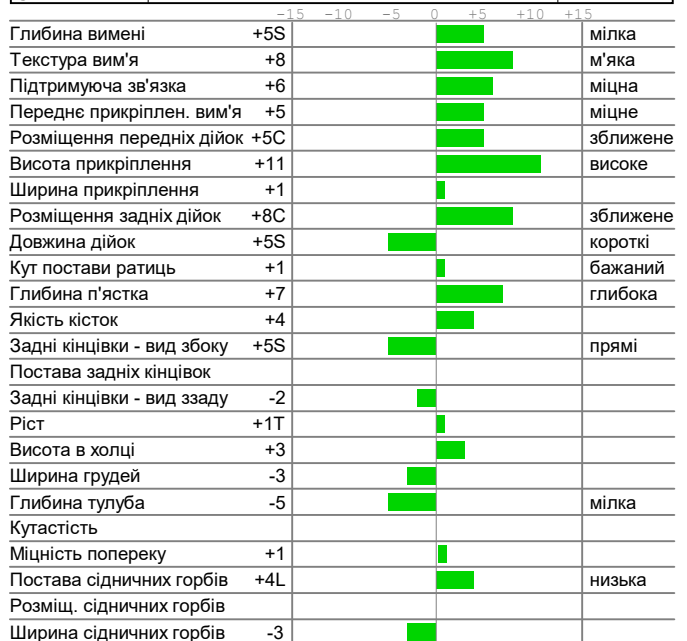 -15 -10 -5 0 +5 +10 +15
Глибина вимені +5S мілка
Текстура вим'я +8 м'яка
Підтримуюча зв'язка +6 міцна
Переднє прикріплен. вим'я +5 міцне
Розміщення передніх дійок +5C зближене
Висота прикріплення +11 високе
Ширина прикріплення +1
Розміщення задніх дійок +8C зближене
Довжина дійок +5S короткі
Кут постави ратиць +1 бажаний
Глибина п'ястка +7 глибока
Якість кісток +4
Задні кінцівки - вид збоку +5S прямі
Постава задніх кінцівок
Задні кінцівки - вид ззаду -2
Ріст +1T
Висота в холці +3
Ширина грудей -3
Глибина тулуба -5 мілка
Кутастість
Міцність попереку +1
Постава сідничних горбів +4L низька
Розміщ. сідничних горбів
Ширина сідничних горбів -3